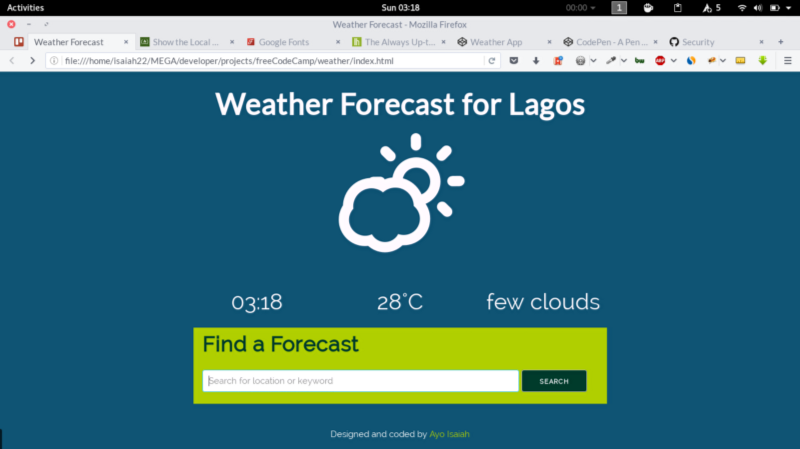 Activities
Sun 03:18
00:00
1
5
Weather Forecast - Mozilla Firefox
Weather Forecast
Show the Local ...
Google Fonts
The Always Up-t...
Weather App
CodePen - A Pen ...
Security
file:///home/isaiah22/MEGA/developer/projects/freeCodeCamp/weather/index.html
Weather Forecast for Lagos
03:18
28°C
few clouds
Find a Forecast
Search for location or keyword
SEARCH
Designed and coded by Ayo Isaiah